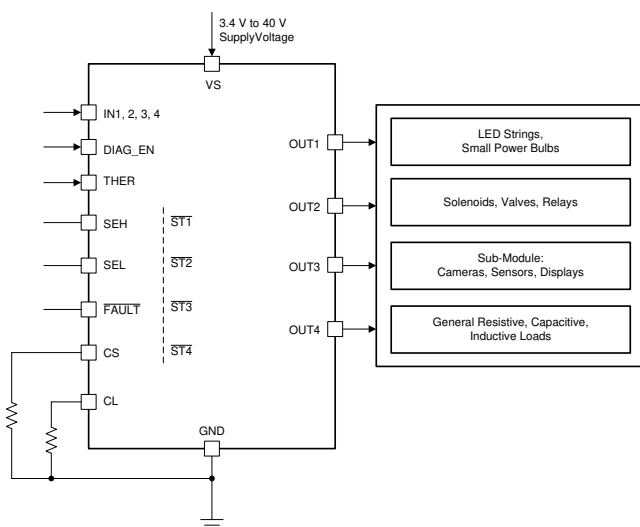 3.4 V to 40 V
SupplyVoltage
VS
IN1, 2, 3, 4
DIAG_EN
THER
SEH
ST1
SEL
ST2
FAULT
ST3
CS
ST4
CL
GND
OUT1
OUT2
OUT3
OUT4
LED Strings,
Small Power Bulbs
Solenoids, Valves, Relays
Sub-Module:
Cameras, Sensors, Displays
General Resistive, Capacitive,
Inductive Loads